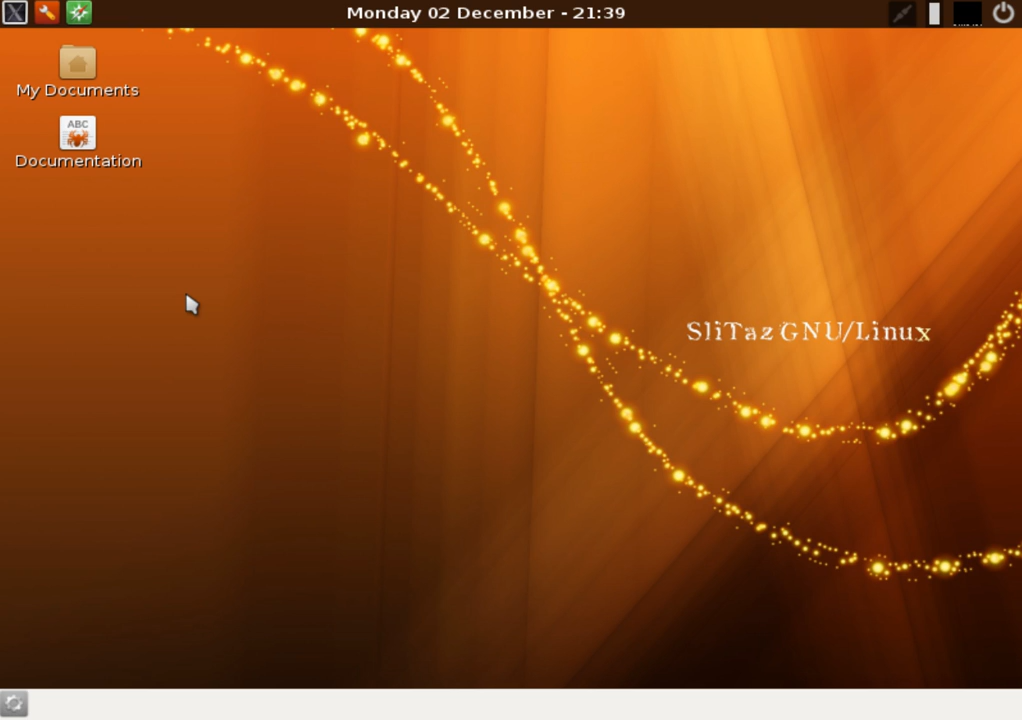 Monday 02 December - 21:39
My Documents
ABC
Documentation
SliTaz GNU/Linux